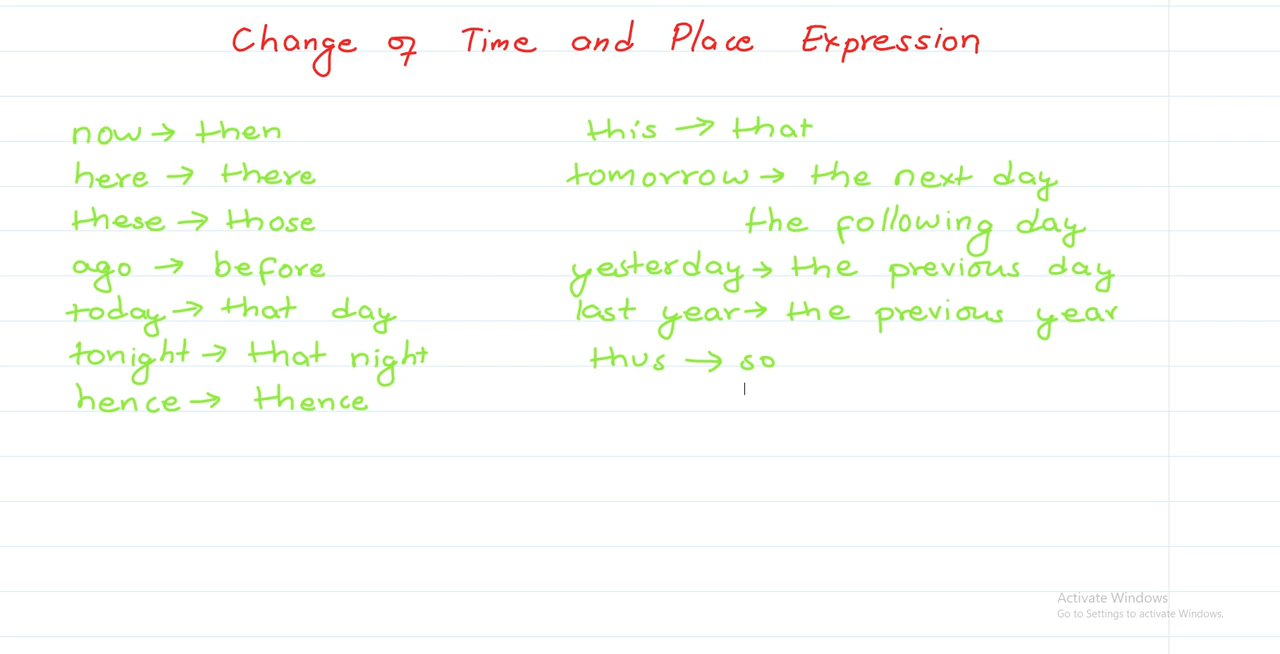 Change of Time and Place Expression
now → then
here → there
these → those
ago → before
today → that day
tonight → that night
hence → thence
this → that
tomorrow → the next day
the following day
yesterday → the previous day
last year → the previous year
thus → so
Activate Windows
Go to Settings to activate Windows.